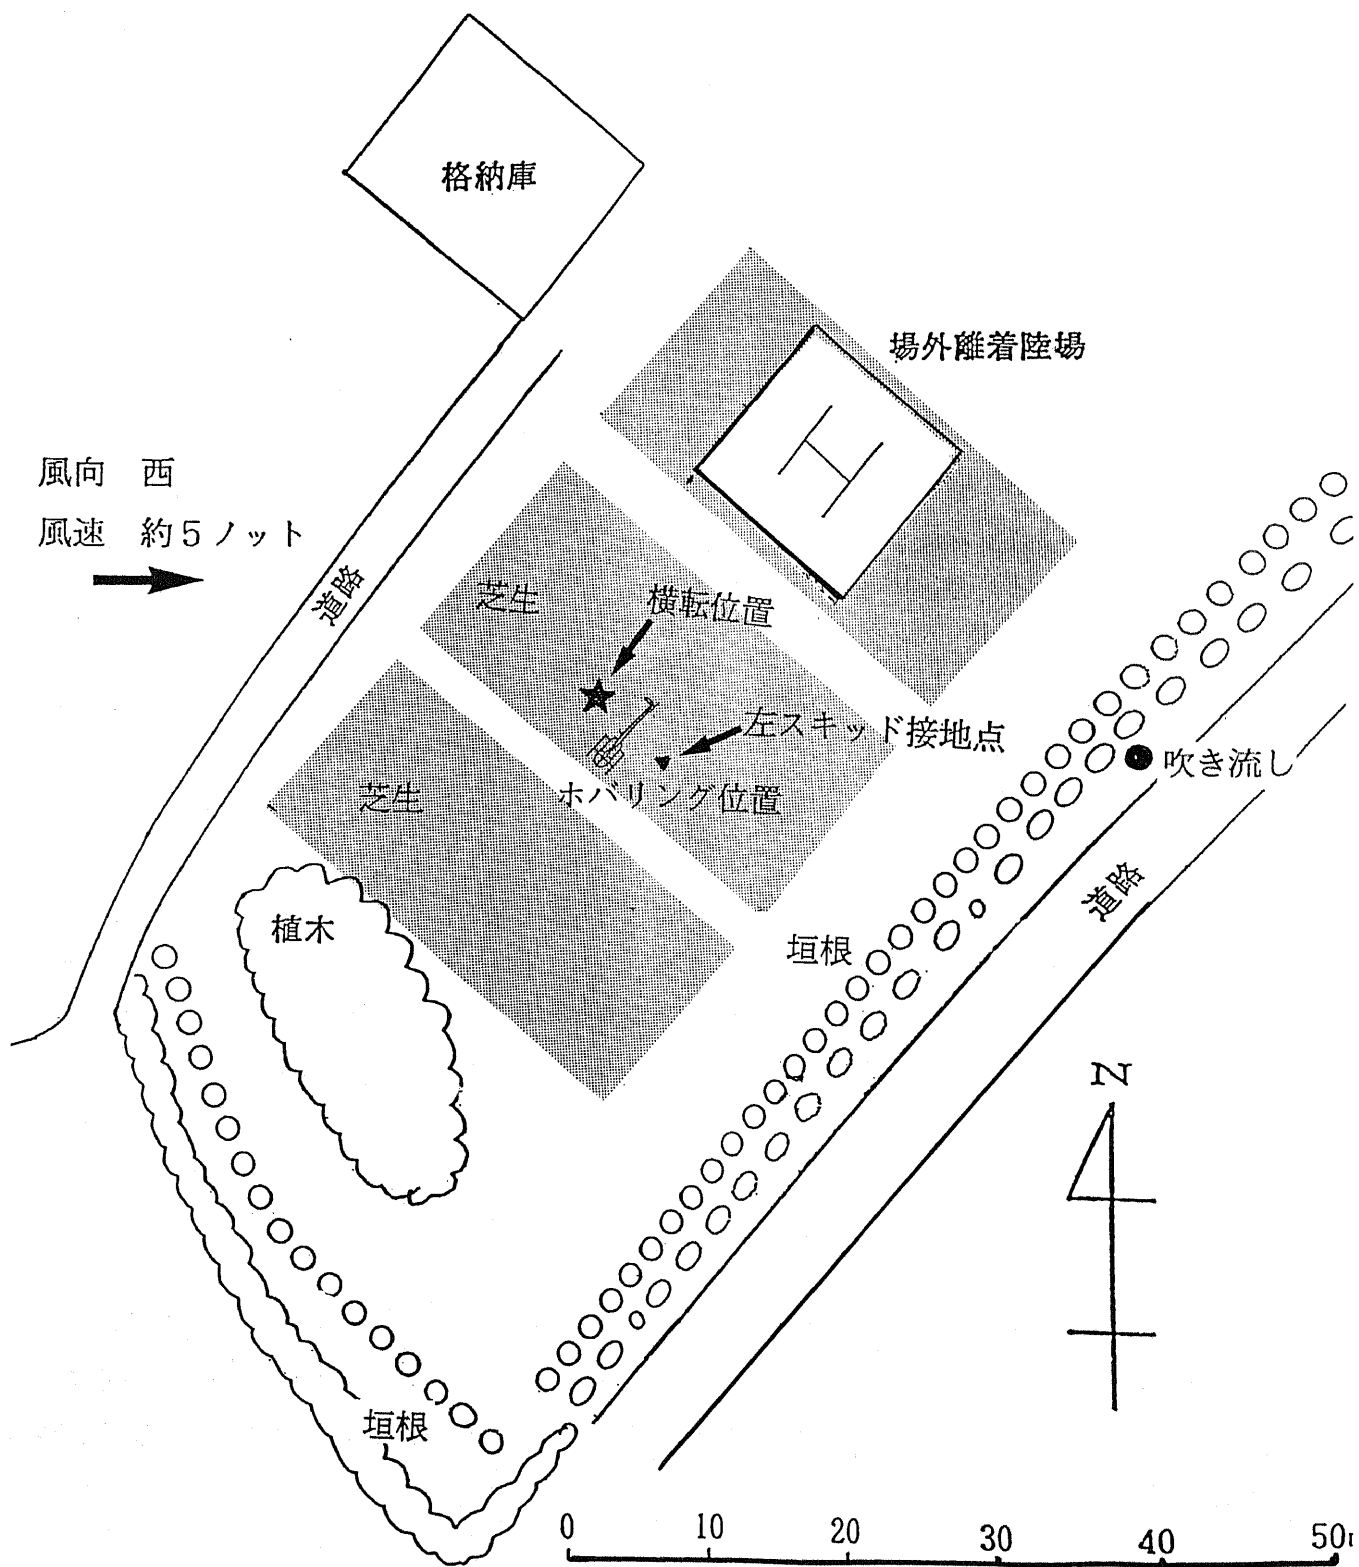 格納庫
場外離着陸場
H
風向 西
風速 約5ノット
道路
芝生
横転位置
左スキッド接地点
ホバリング位置
芝生
吹き流し
道路
植木
垣根
N
垣根
0 10 20 30 40 50m